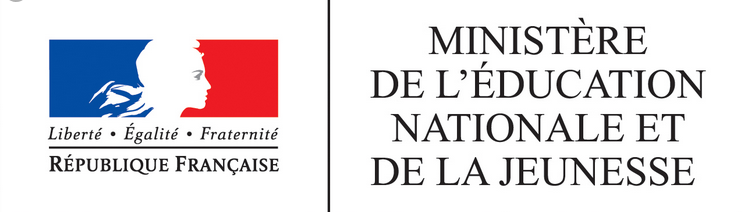 Liberté • Égalité • Fraternité
RÉPUBLIQUE FRANÇAISE
MINISTÈRE
DE L’ÉDUCATION
NATIONALE ET
DE LA JEUNESSE